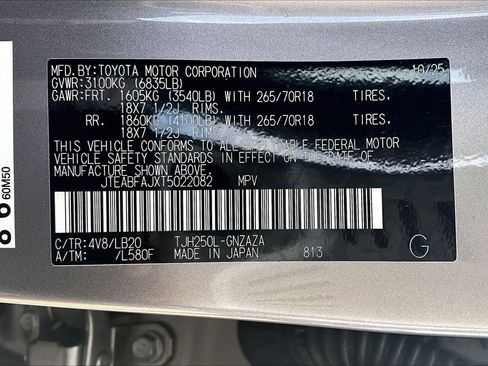 MFD.BY:TOYOTA MOTOR CORPORATION 10/25
GVWR:3100KG (6835LB)
GAWR:FRT. 1605KG (3540LB) WITH 265/70R18 TIRES.
18X7 1/2J RIMS.
RR. 1860KG (4100LB) WITH 265/70R18 TIRES.
18X7 1/2J RIMS.
THIS VEHICLE CONFORMS TO ALL APPLICABLE FEDERAL MOTOR
VEHICLE SAFETY STANDARDS IN EFFECT ON THE DATE OF
MANUFACTURE SHOWN ABOVE.
JTEABFAJXT5022082 MPV
C/TR:4V8/LB20 TJH250L-GNZAZA
A/TM: /L580F MADE IN JAPAN 813
G
60M50